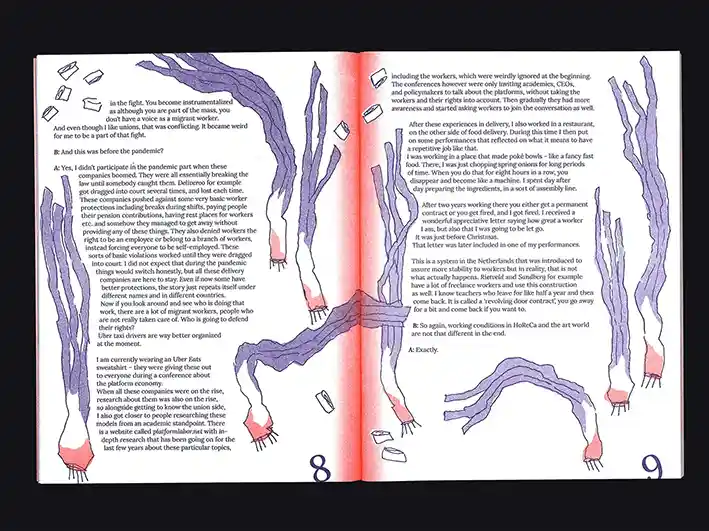 in the fight. You become instrumentalized
as although you are part of the mass, you
don't have a voice as a migrant worker.
And even though I like unions, that was conflicting. It became weird
for me to be a part of that fight.
B: And this was before the pandemic?
A: Yes, I didn't participate in the pandemic part when these
companies boomed. They were all essentially breaking the
law until somebody caught them. Deliveroo for example
got dragged into court several times, and lost each time.
These companies pushed against some very basic worker
protections including breaks during shifts, paying people
their pension contributions, having rest places for workers
etc. and somehow they managed to get away without
providing any of these things. They also denied workers the
right to be an employee or belong to a branch of workers,
instead forcing everyone to be self-employed. These
sorts of basic violations worked until they were dragged
into court. I did not expect that during the pandemic
things would switch honestly, but all these delivery
companies are here to stay. Even if now some have
better protections, the story just repeats itself under
different names and in different countries.
Now if you look around and see who is doing that
work, there are a lot of migrant workers, people who
are not really taken care of. Who is going to defend
their rights?
Uber taxi drivers are way better organized
at the moment.
I am currently wearing an Uber Eats
sweatshirt – they were giving these out
to everyone during a conference about
the platform economy.
When all these companies were on the rise,
research about them was also on the rise,
so alongside getting to know the union side,
I also got closer to people researching these
models from an academic standpoint. There
is a website called platformlabor.net with in-
depth research that has been going on for the
last few years about these particular topics,
8
including the workers, which were weirdly ignored at the beginning.
The conferences however were only inviting academics, CEOs,
and policymakers to talk about the platforms, without taking the
workers and their rights into account. Then gradually they had more
awareness and started asking workers to join the conversation as well.
After these experiences in delivery, I also worked in a restaurant,
on the other side of food delivery. During this time I then put
on some performances that reflected on what it means to have
a repetitive job like that.
I was working in a place that made poké bowls – like a fancy fast
food. There, I was just chopping spring onions for long periods
of time. When you do that for eight hours in a row, you
disappear and become like a machine. I spent day after
day preparing the ingredients, in a sort of assembly line.
After two years working there you either get a permanent
contract or you get fired, and I got fired. I received a
wonderful appreciative letter saying how great a worker
I am, but also that I was going to be let go.
It was just before Christmas.
That letter was later included in one of my performances.
This is a system in the Netherlands that was introduced to
assure more stability to workers but in reality, that is not
what actually happens. Rietveld and Sandberg for example
have a lot of freelance workers and use this construction
as well. I know teachers who leave for like half a year and then
come back. It is called a 'revolving door contract', you go away
for a bit and come back if you want to.
B: So again, working conditions in HoReCa and the art world
are not that different in the end.
A: Exactly.
9